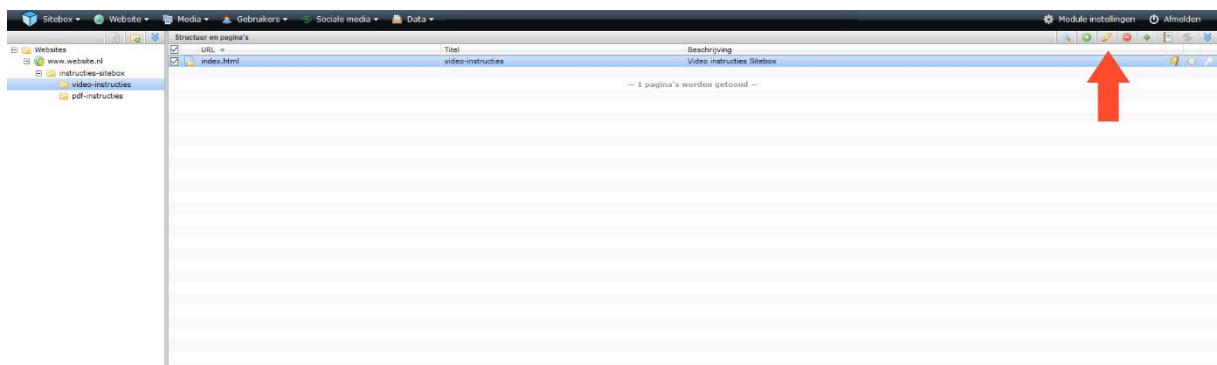 Sitebox Website Media Gebruikers Sociale media Data Module instellingen Afmelden
Structuur en pagina's
Websites
www.website.nl
instructies-sitebox
video-instructies
pdf-instructies
URL Titel Beschrijving
index.html video-instructies Video instructies Sitebox
— 1 pagina's worden getoond —